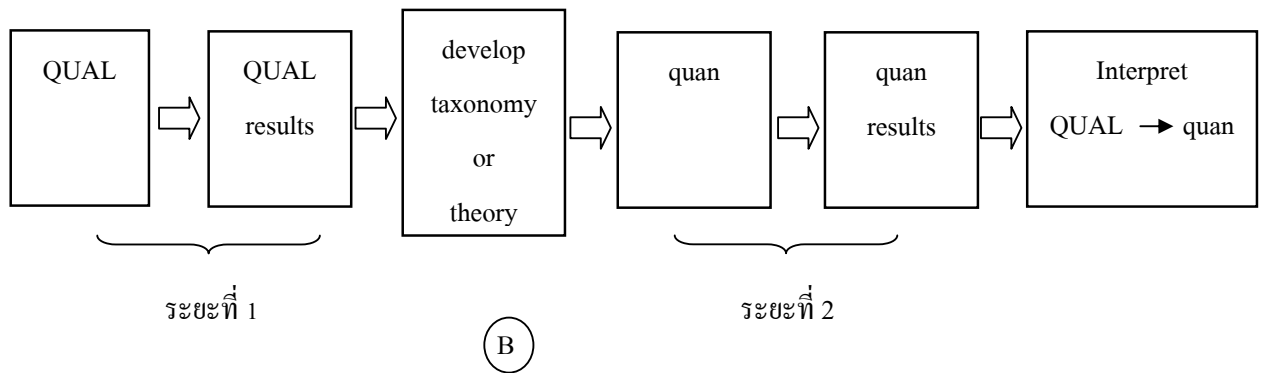 QUAL
QUAL
results
develop
taxonomy
or
theory
quan
quan
results
Interpret
QUAL → quan
ระยะที่ 1
ระยะที่ 2
B